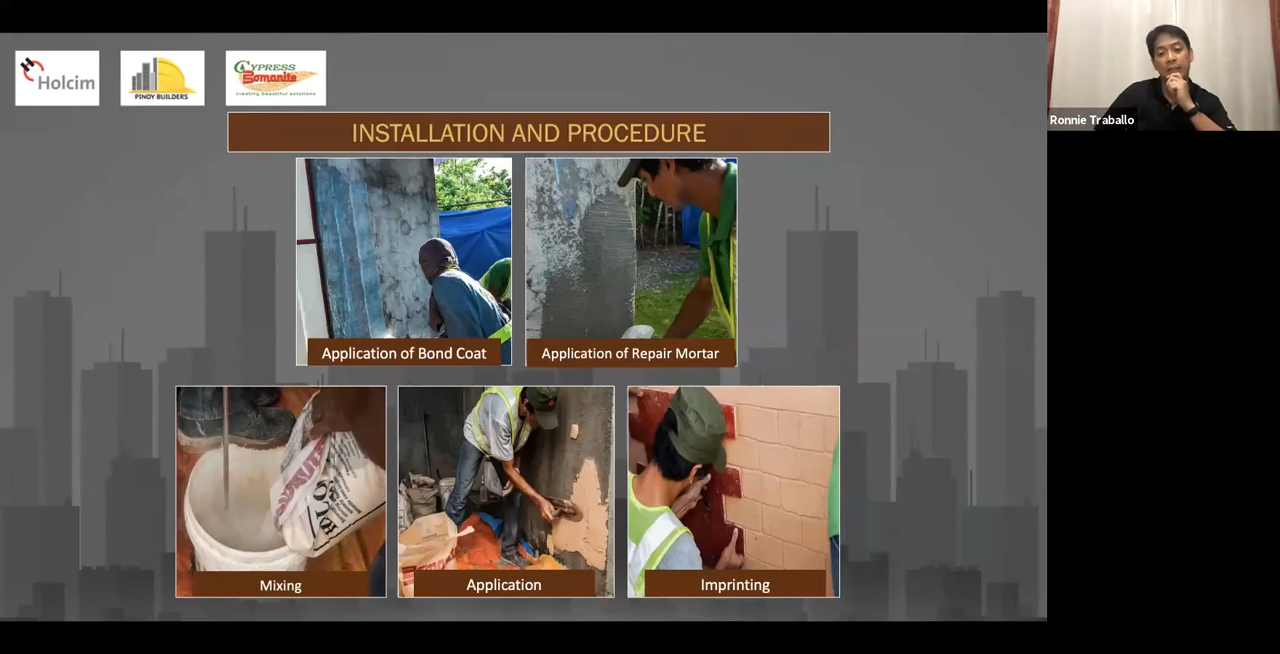 Holcim
PINOY BUILDERS
CYPRESS
Bomanite
creating beautiful solutions
Ronnie Traballo
INSTALLATION AND PROCEDURE
Application of Bond Coat
Application of Repair Mortar
Mixing
Application
Imprinting